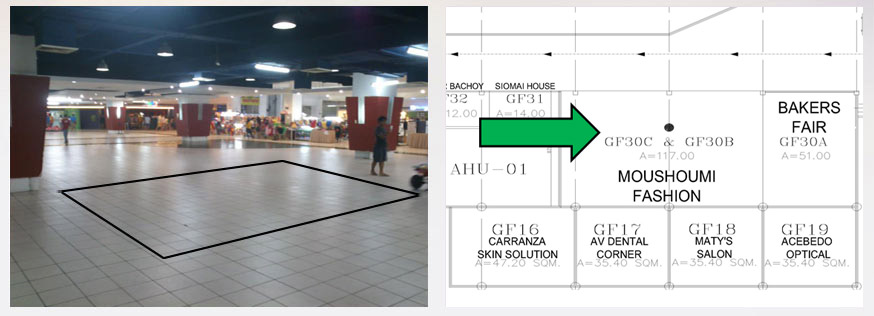 BACHOY SIOMAI HOUSE
GF31
12.00 A=14.00
AHU-01
GF30C & GF30B
A=117.00
MOUSHOUMI
FASHION
BAKERS
FAIR
GF30A
A=51.00
GF16
CARRANZA
SKIN SOLUTION
A=47.20 SQM.
GF17
AV DENTAL
CORNER
A=35.40 SQM.
GF18
MATY'S
SALON
A=35.40 SQM.
GF19
ACEBEDO
OPTICAL
A=35.40 SQM.